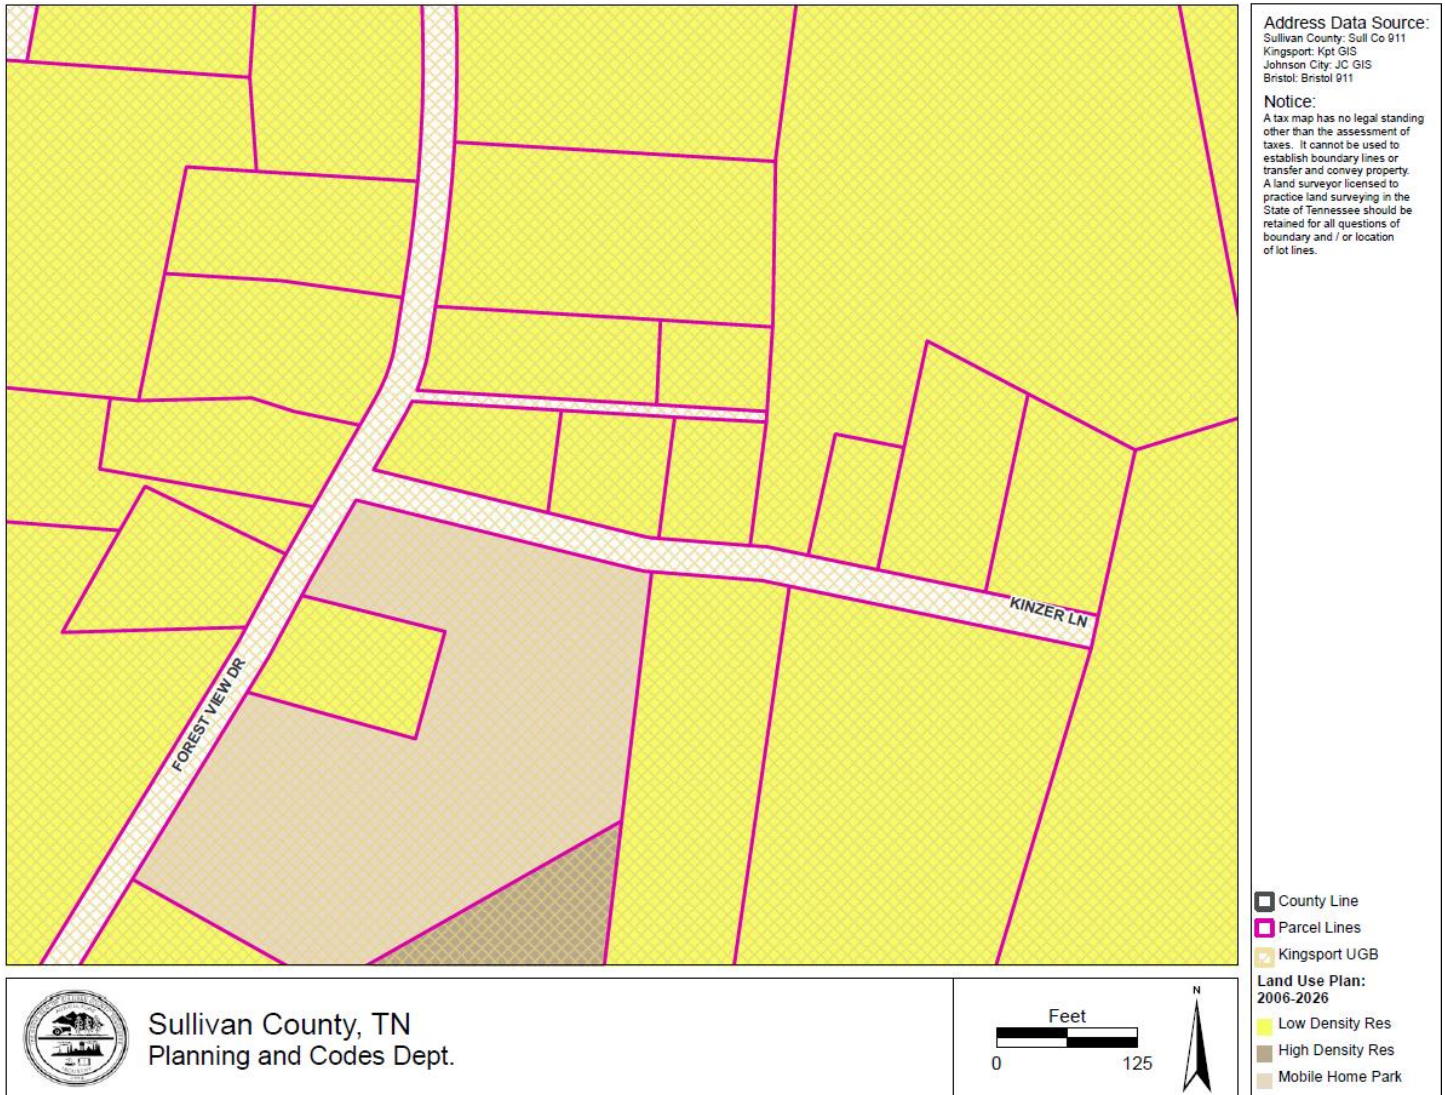 Address Data Source:
Sullivan County: Sull Co 911
Kingsport: Kpt GIS
Johnson City: JC GIS
Bristol: Bristol 911
Notice:
A tax map has no legal standing
other than the assessment of
taxes. It cannot be used to
establish boundary lines or
transfer and convey property.
A land surveyor licensed to
practice land surveying in the
State of Tennessee should be
retained for all questions of
boundary and / or location
of lot lines.
KINZER LN
FOREST VIEW DR
County Line
Parcel Lines
Kingsport UGB
Land Use Plan:
2006-2026
Low Density Res
High Density Res
Mobile Home Park
Sullivan County, TN
Planning and Codes Dept.
Feet
0 125
N